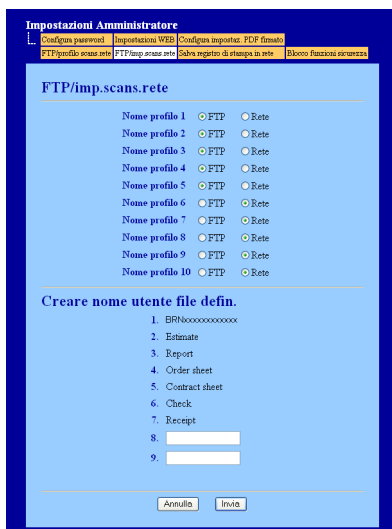 Impostazioni Amministratore
Configura password Impostazioni WEB Configura impostaz. PDF firmato
FTP/profilo scans.rete FTP/imp.scans.rete Salva registro di stampa in rete Blocco funzioni sicurezza
FTP/imp.scans.rete
Nome profilo 1 FTP Rete
Nome profilo 2 FTP Rete
Nome profilo 3 FTP Rete
Nome profilo 4 FTP Rete
Nome profilo 5 FTP Rete
Nome profilo 6 FTP Rete
Nome profilo 7 FTP Rete
Nome profilo 8 FTP Rete
Nome profilo 9 FTP Rete
Nome profilo 10 FTP Rete
Creare nome utente file defin.
1. BRNxxxxxxxxxxxx
2. Estimate
3. Report
4. Order sheet
5. Contract sheet
6. Check
7. Receipt
8.
9.
Annulla Invia